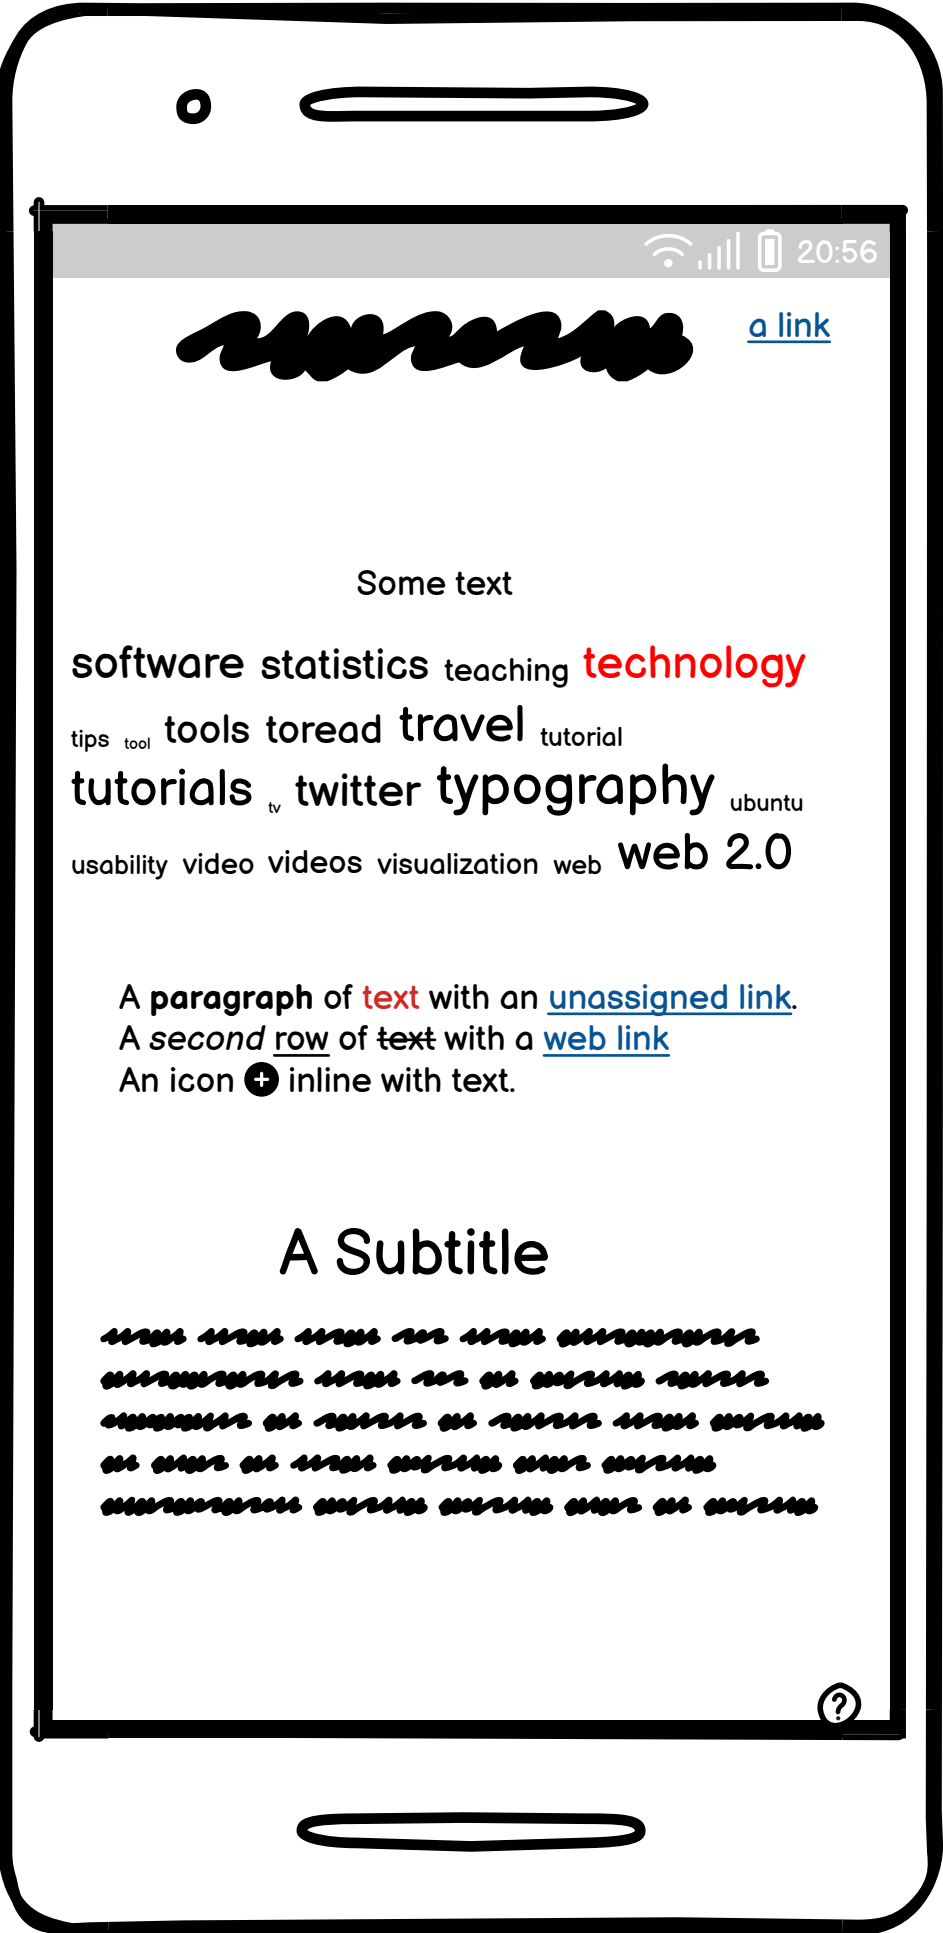 20:56
a link
Some text
software statistics teaching technology
tips tool tools toread travel tutorial
tutorials tv twitter typography ubuntu
usability video videos visualization web web 2.0
A paragraph of text with an unassigned link.
A second row of text with a web link
An icon + inline with text.
A Subtitle
?